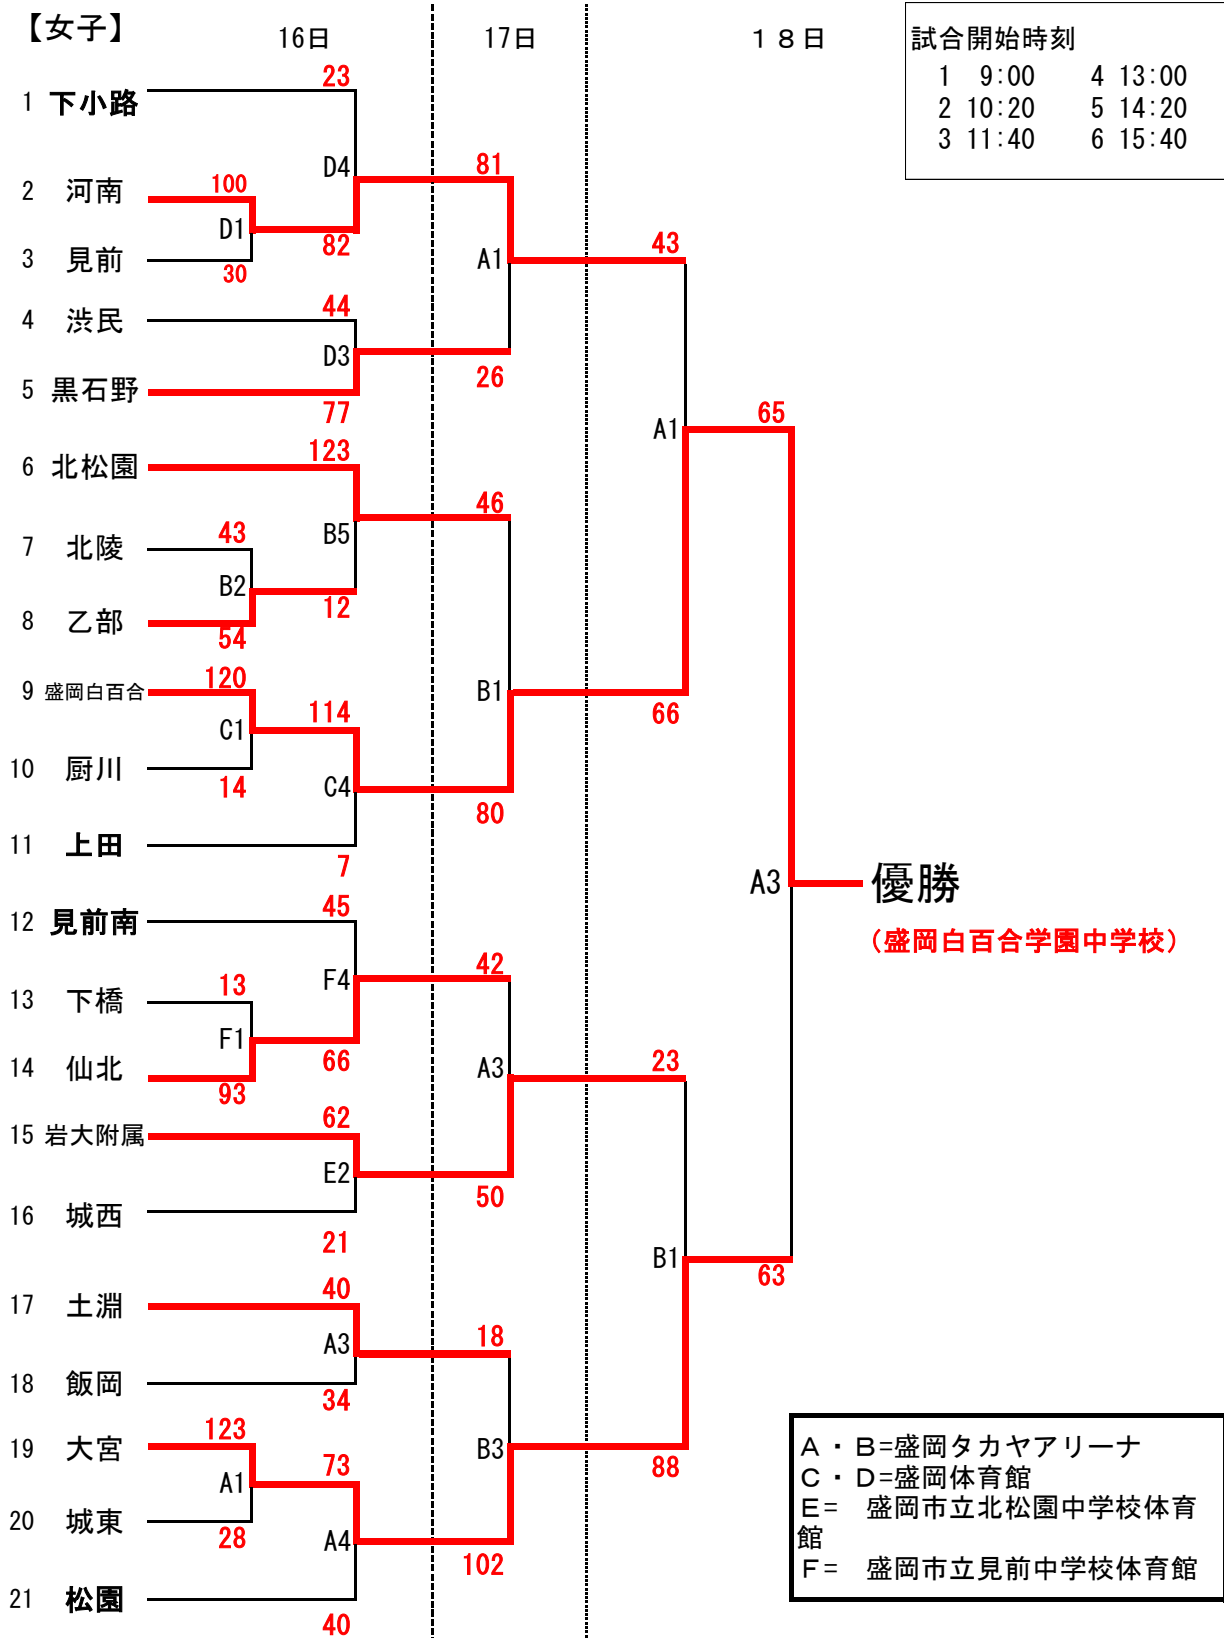 【女子】
16日
17日
１８日
試合開始時刻
1 9:00 4 13:00
2 10:20 5 14:20
3 11:40 6 15:40
23
1 下小路
D4
81
2 河南
100
D1
82
43
3 見前
30
A1
44
4 渋民
D3
26
5 黒石野
77
65
A1
123
6 北松園
46
43
7 北陵
B5
B2
12
8 乙部
54
120
9 盛岡白百合
B1
66
114
C1
10 厨川
14
C4
80
11 上田
7
A3
優勝
(盛岡白百合学園中学校)
45
12 見前南
42
13
F4
13 下橋
F1
66
23
14 仙北
93
A3
62
15 岩大附属
E2
50
16 城西
21
B1
63
40
17 土淵
18
A3
18 飯岡
34
123
19 大宮
B3
88
73
A1
20 城東
28
A4
102
21 松園
40
Ａ・Ｂ=盛岡タカヤアリーナ
Ｃ・Ｄ=盛岡体育館
Ｅ=　盛岡市立北松園中学校体育
館
Ｆ=　盛岡市立見前中学校体育館